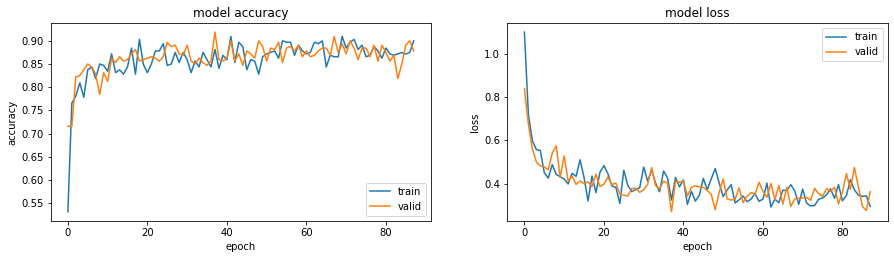 model accuracy
accuracy
0.90
0.85
0.80
0.75
0.70
0.65
0.60
0.55
0
20
40
60
80
epoch
train
valid
model loss
loss
1.0
0.8
0.6
0.4
0
20
40
60
80
epoch
train
valid